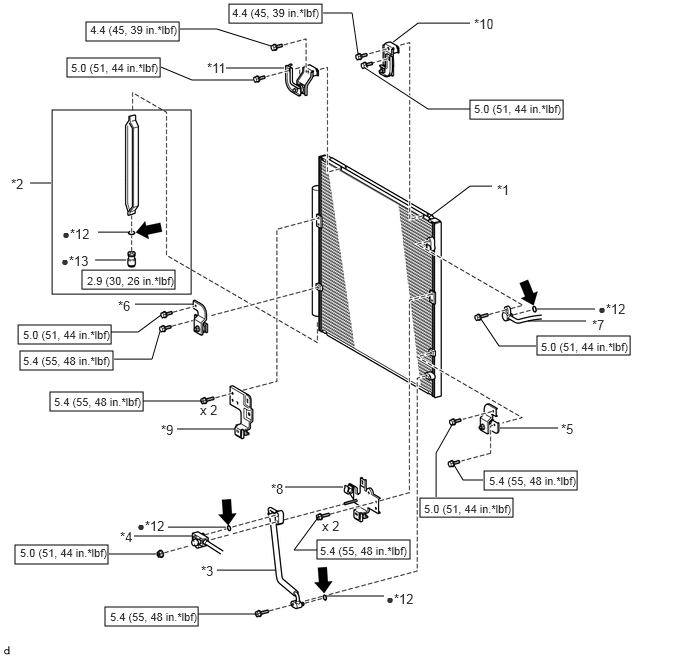 4.4 (45, 39 in.*lbf)
4.4 (45, 39 in.*lbf)
*10
5.0 (51, 44 in.*lbf)
*11
5.0 (51, 44 in.*lbf)
*2
*1
*12
*13
2.9 (30, 26 in.*lbf)
*6
*12
*7
5.0 (51, 44 in.*lbf)
5.0 (51, 44 in.*lbf)
5.4 (55, 48 in.*lbf)
5.4 (55, 48 in.*lbf)
x 2
*9
*5
*8
5.4 (55, 48 in.*lbf)
5.0 (51, 44 in.*lbf)
*12
x 2
*4
5.0 (51, 44 in.*lbf)
5.4 (55, 48 in.*lbf)
*3
*12
5.4 (55, 48 in.*lbf)
d